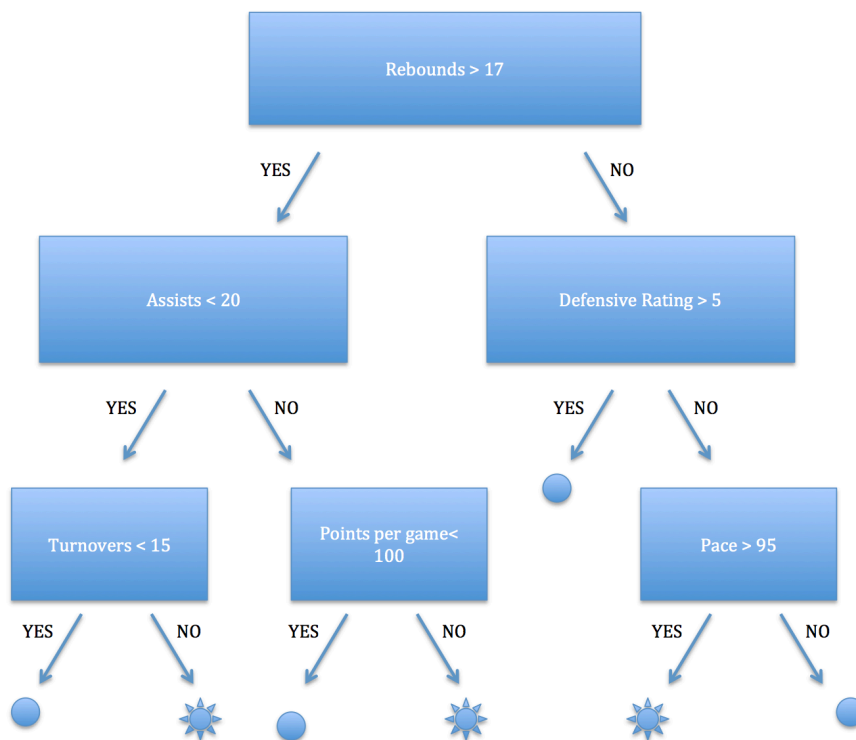 Rebounds > 17
YES
NO
Assists < 20
Defensive Rating > 5
YES
NO
YES
NO
Turnovers < 15
Points per game<
100
Pace > 95
YES
NO
YES
NO
YES
NO